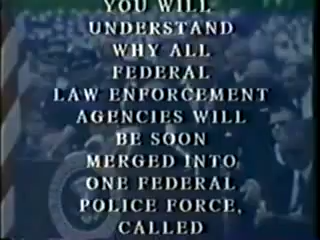 YOU WILL
UNDERSTAND
WHY ALL
FEDERAL
LAW ENFORCEMENT
AGENCIES WILL
BE SOON
MERGED INTO
ONE FEDERAL
POLICE FORCE,
CALLED